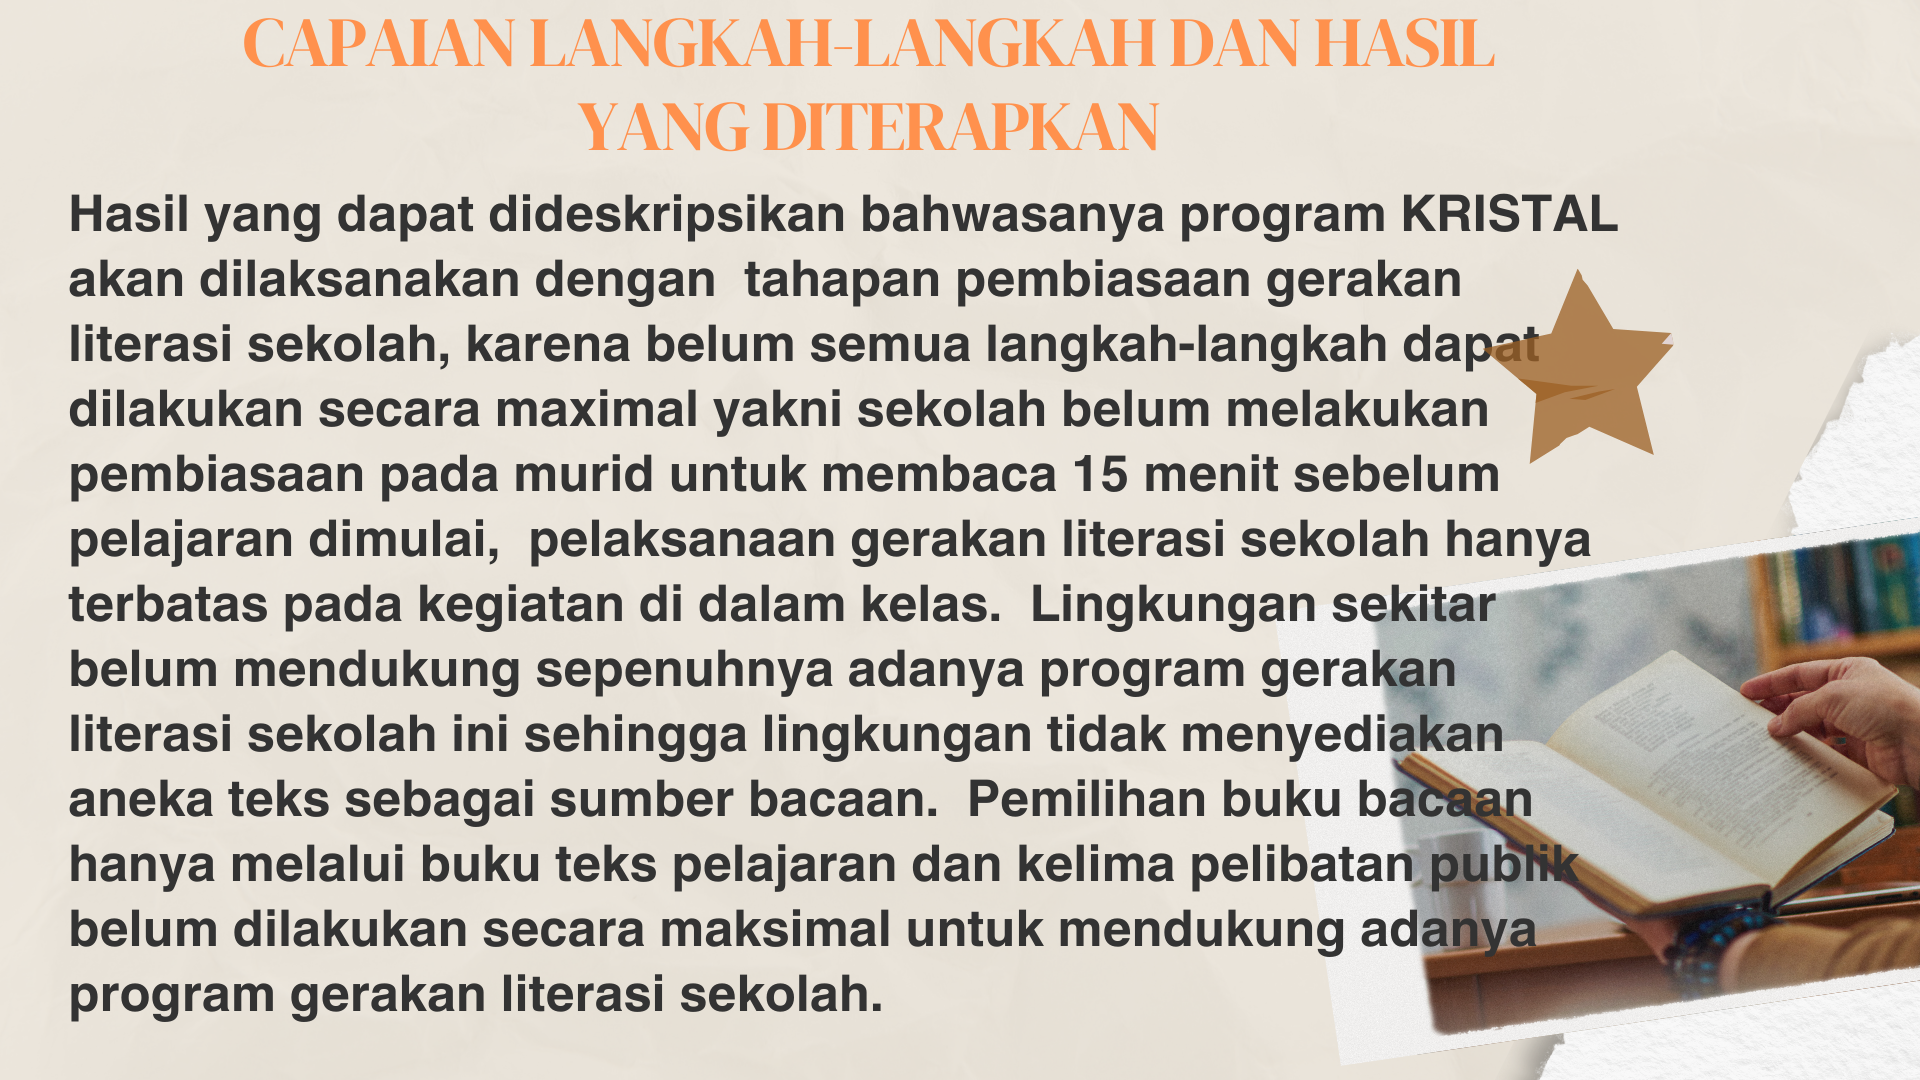 CAPAIAN LANGKAH-LANGKAH DAN HASIL
YANG DITERAPKAN
Hasil yang dapat dideskripsikan bahwasanya program KRISTAL
akan dilaksanakan dengan  tahapan pembiasaan gerakan
literasi sekolah, karena belum semua langkah-langkah dapat
dilakukan secara maximal yakni sekolah belum melakukan
pembiasaan pada murid untuk membaca 15 menit sebelum
pelajaran dimulai,  pelaksanaan gerakan literasi sekolah hanya
terbatas pada kegiatan di dalam kelas.  Lingkungan sekitar
belum mendukung sepenuhnya adanya program gerakan
literasi sekolah ini sehingga lingkungan tidak menyediakan
aneka teks sebagai sumber bacaan.  Pemilihan buku bacaan
hanya melalui buku teks pelajaran dan kelima pelibatan publik
belum dilakukan secara maksimal untuk mendukung adanya
program gerakan literasi sekolah.